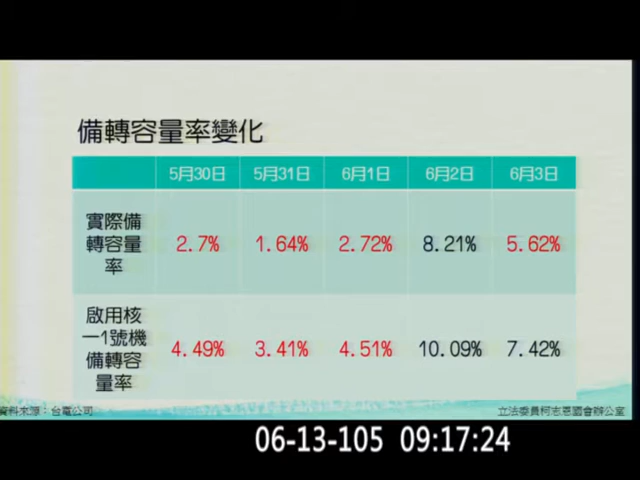 備轉容量率變化
5月30日 5月31日 6月1日 6月2日 6月3日
實際備
轉容量
率
2.7% 1.64% 2.72% 8.21% 5.62%
啟用核
一1號機
備轉容
量率
4.49% 3.41% 4.51% 10.09% 7.42%
資料來源：台電公司
立法委員柯志恩國會辦公室
06-13-105 09:17:24